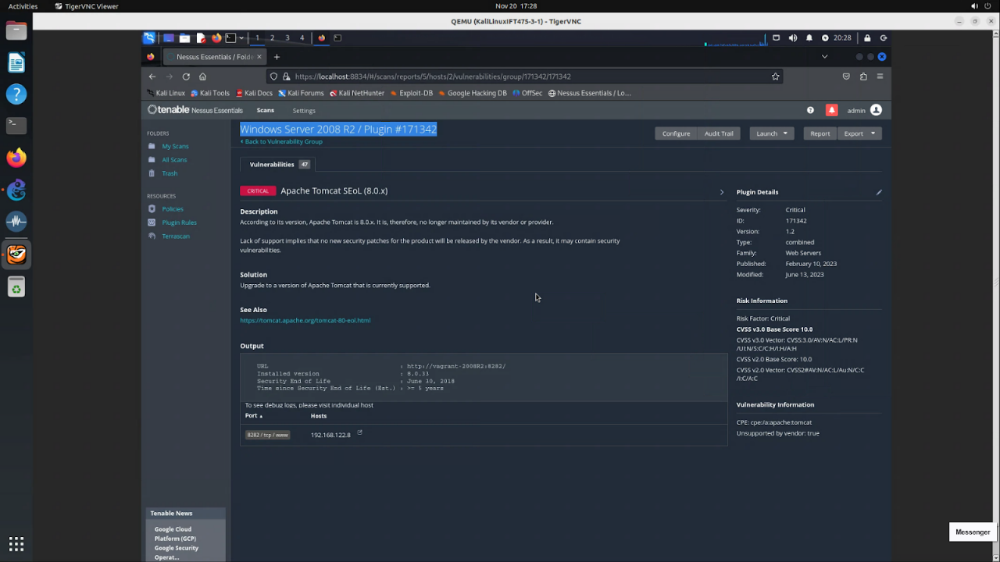 Activities
TigerVNC Viewer
Nov 20 17:28
QEMU (KaliLinuxIFT475-3-1) - TigerVNC
1 2 3 4
20:28
Nessus Essentials / Folde
https://localhost:8834/#/scans/reports/5/hosts/2/vulnerabilities/group/171342/171342
Kali Linux Kali Tools Kali Docs Kali Forums Kali NetHunter Exploit-DB Google Hacking DB OffSec Nessus Essentials / Lo...
tenable Nessus Essentials Scans Settings admin
FOLDERS
My Scans
All Scans
Trash
RESOURCES
Policies
Plugin Rules
Terrascan
Windows Server 2008 R2 / Plugin #171342
Back to Vulnerability Group
Configure Audit Trail Launch Report Export
Vulnerabilities 47
CRITICAL Apache Tomcat SEoL (8.0.x)
Description
According to its version, Apache Tomcat is 8.0.x. It is, therefore, no longer maintained by its vendor or provider.
Lack of support implies that no new security patches for the product will be released by the vendor. As a result, it may contain security
vulnerabilities.
Solution
Upgrade to a version of Apache Tomcat that is currently supported.
See Also
https://tomcat.apache.org/tomcat-80-eol.html
Output
URL : http://vagrant-2008R2:8282/
Installed version : 8.0.33
Security End of Life : June 30, 2018
Time since Security End of Life (Est.) : >= 5 years
To see debug logs, please visit individual host
Port Hosts
8282 / tcp / www 192.168.122.8
Plugin Details
Severity: Critical
ID: 171342
Version: 1.2
Type: combined
Family: Web Servers
Published: February 10, 2023
Modified: June 13, 2023
Risk Information
Risk Factor: Critical
CVSS v3.0 Base Score 10.0
CVSS v3.0 Vector: CVSS:3.0/AV:N/AC:L/PR:N
/UI:N/S:C/C:H/I:H/A:H
CVSS v2.0 Base Score: 10.0
CVSS v2.0 Vector: CVSS2#AV:N/AC:L/Au:N/C:C
/I:C/A:C
Vulnerability Information
CPE: cpe:/a:apache:tomcat
Unsupported by vendor: true
Tenable News
Google Cloud
Platform (GCP)
Google Security
Operat...
Messenger